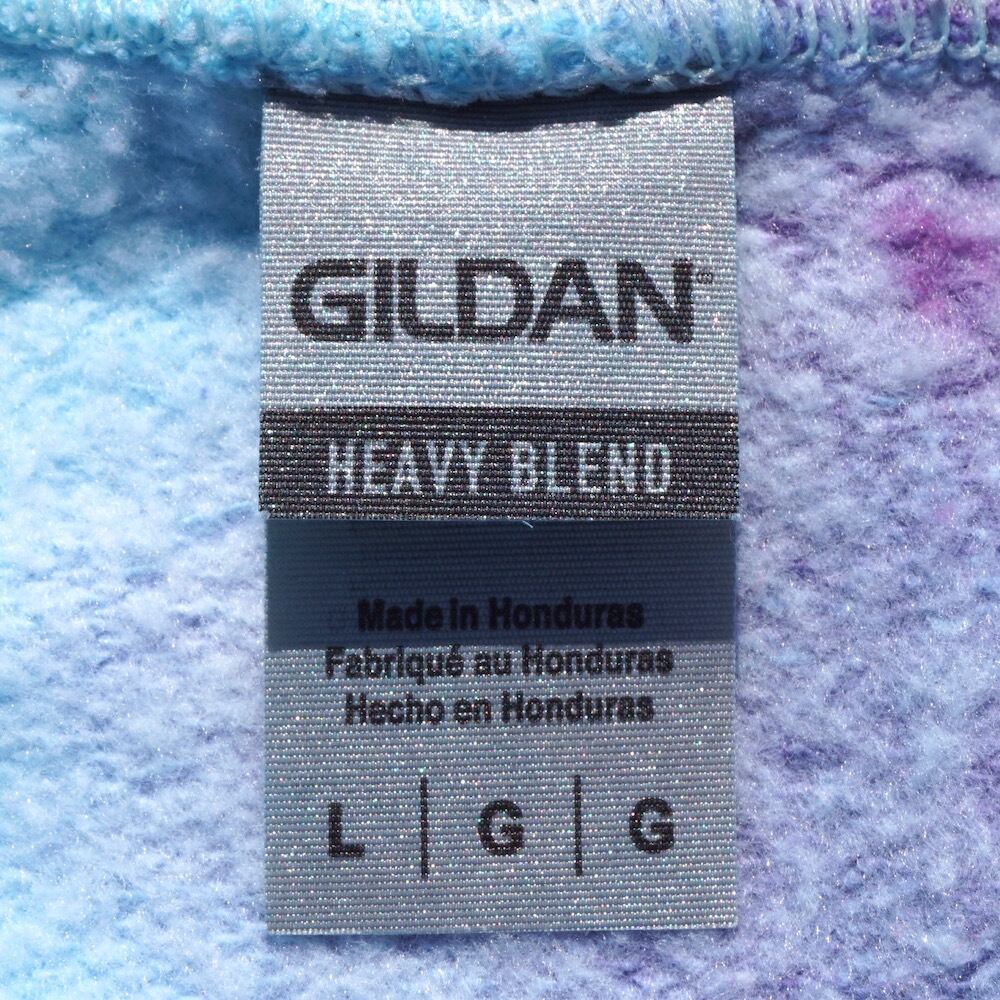 GILDAN®
HEAVY BLEND
Made in Honduras
Fabriqué au Honduras
Hecho en Honduras
L | G | G